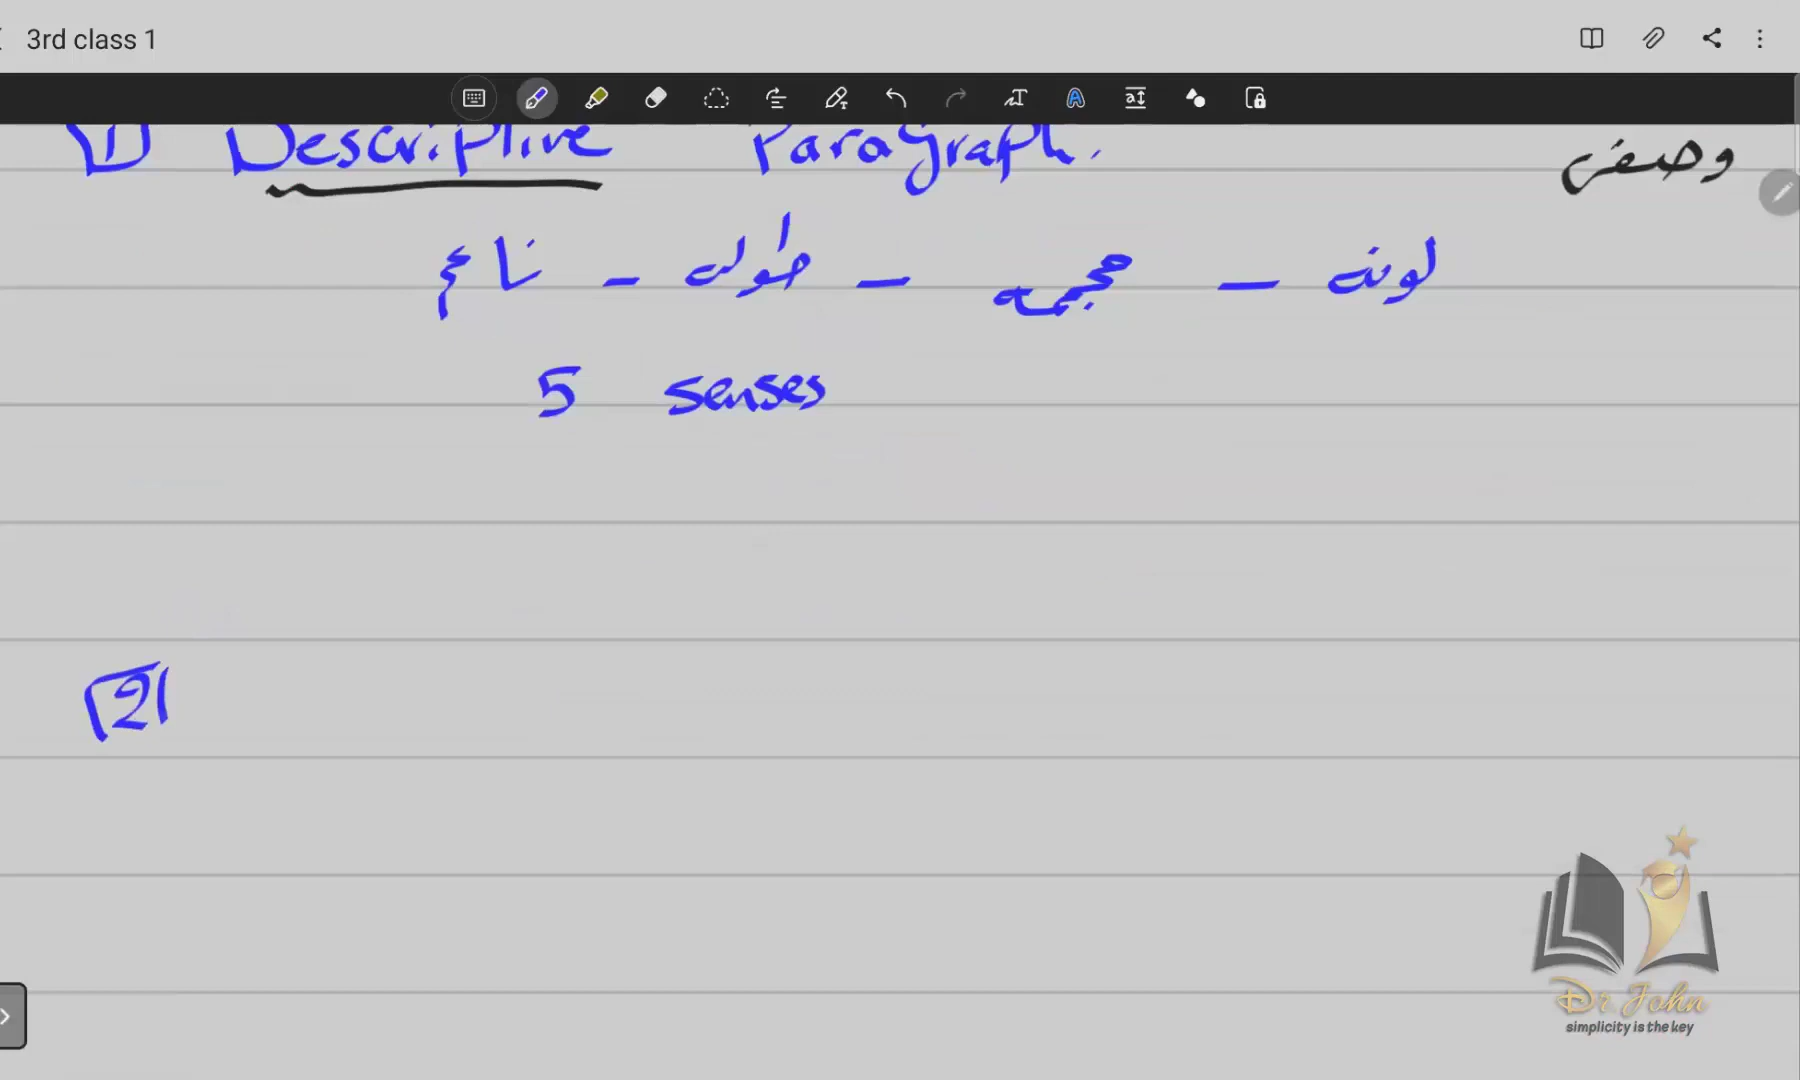 3rd class 1
1 Descriptive Paragraph. وصفى
لونه - حجمه - طوله - ناعم
5 senses
2
Dr John
simplicity is the key